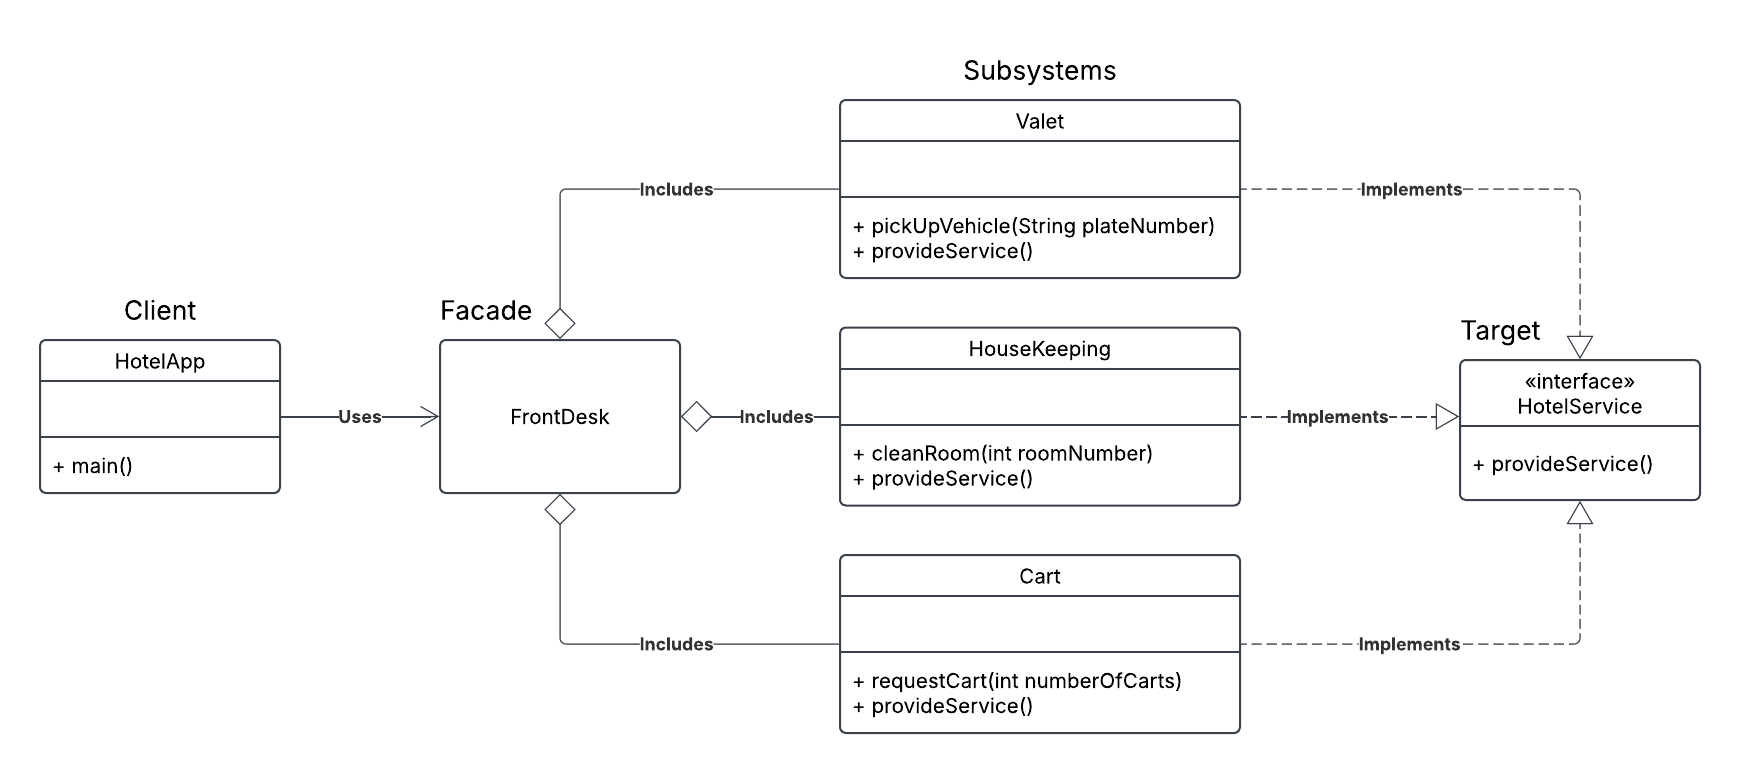 Subsystems
Valet
+ pickUpVehicle(String plateNumber)
+ provideService()
Includes
Implements
Client
HotelApp
+ main()
Uses
Facade
FrontDesk
Includes
HouseKeeping
+ cleanRoom(int roomNumber)
+ provideService()
Implements
Target
«interface»
HotelService
+ provideService()
Includes
Cart
+ requestCart(int numberOfCarts)
+ provideService()
Implements